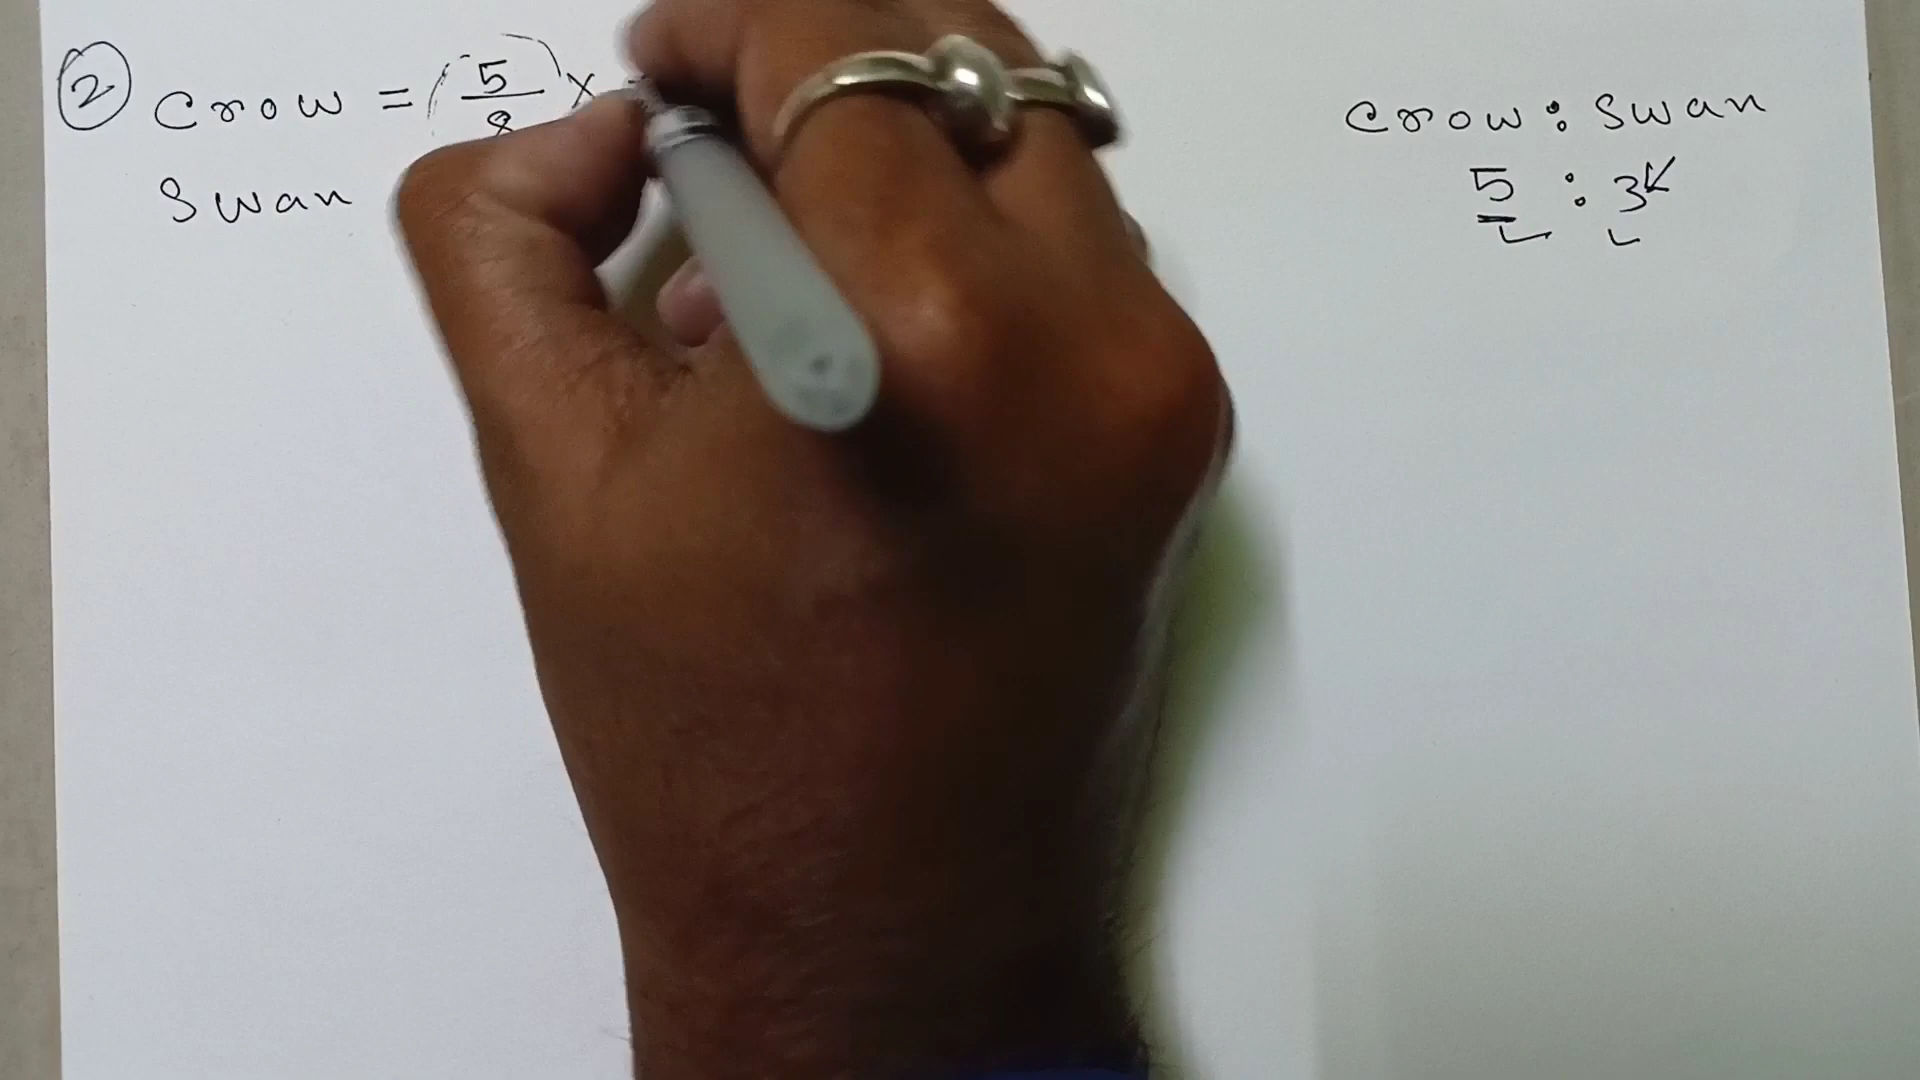 ② Crow = (5/8) ×
Swan
Crow : Swan
5 : 3